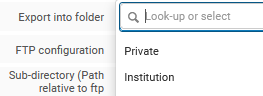 Export into folder
Look-up or select
FTP configuration
Private
Sub-directory (Path
relative to ftp
Institution